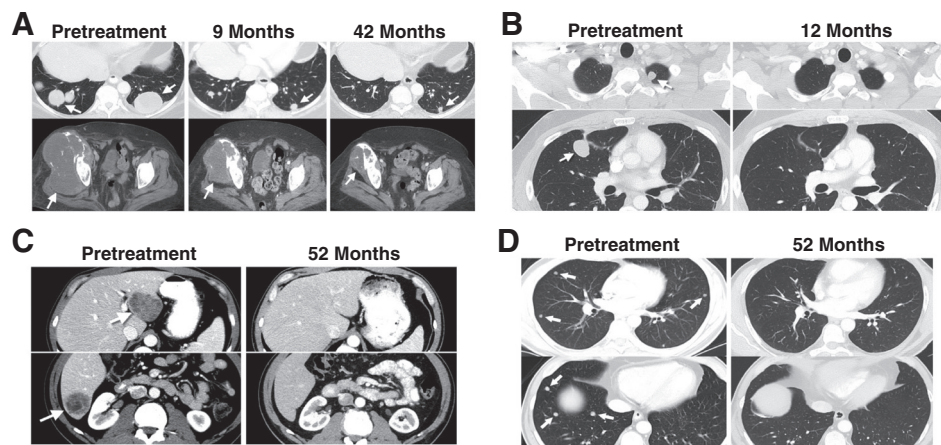 A
Pretreatment 9 Months 42 Months
B
Pretreatment 12 Months
C
Pretreatment 52 Months
D
Pretreatment 52 Months